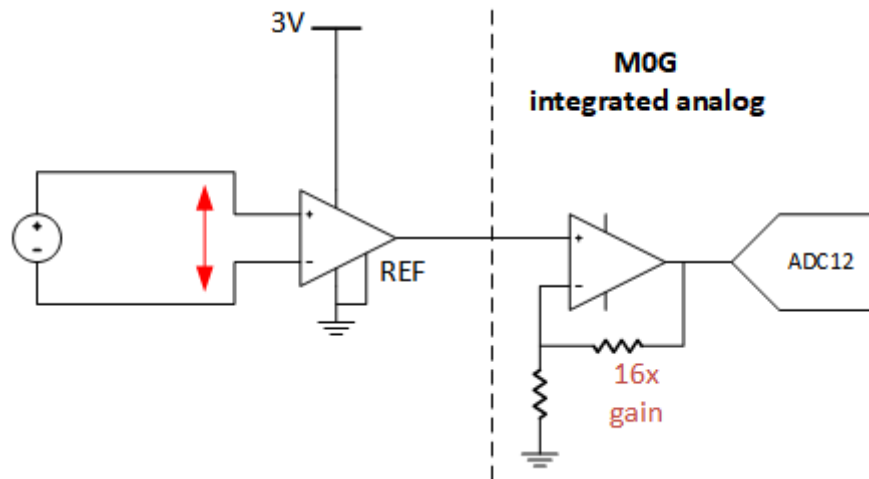 3V
M0G
integrated analog
+
-
+
-
REF
+
-
ADC12
16x
gain